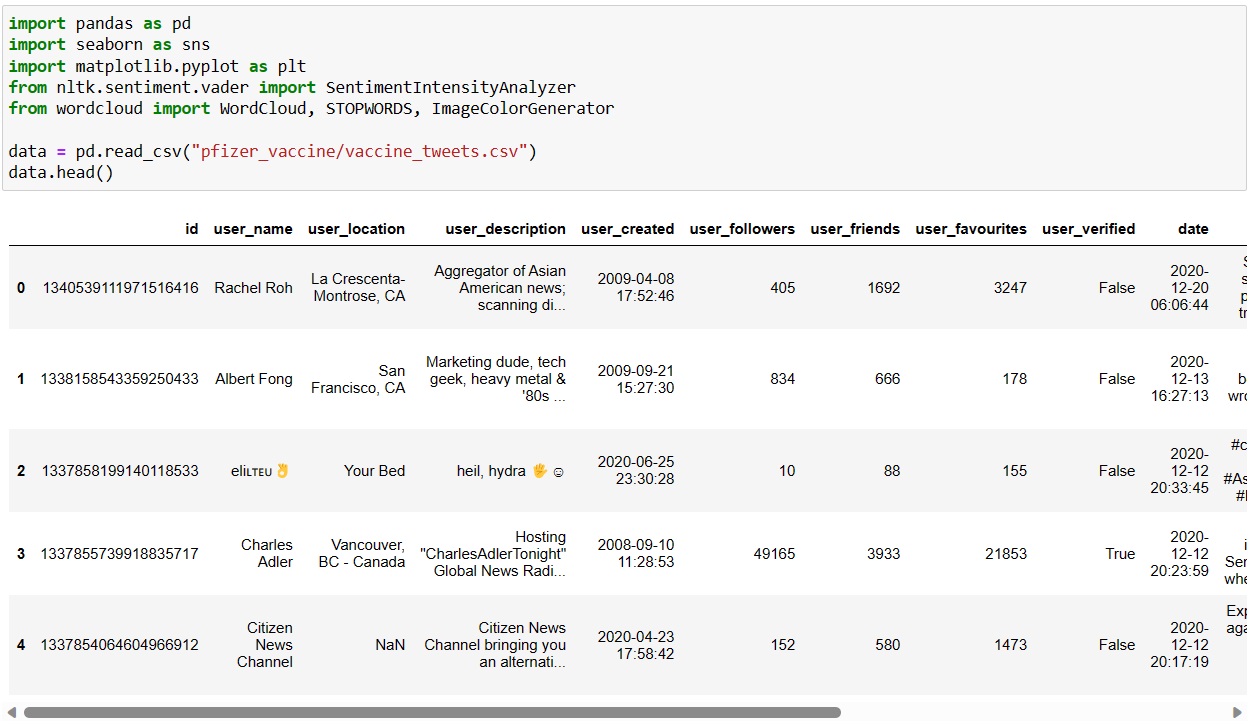 import pandas as pd
import seaborn as sns
import matplotlib.pyplot as plt
from nltk.sentiment.vader import SentimentIntensityAnalyzer
from wordcloud import WordCloud, STOPWORDS, ImageColorGenerator
data = pd.read_csv("pfizer_vaccine/vaccine_tweets.csv")
data.head()
id user_name user_location user_description user_created user_followers user_friends user_favourites user_verified date
0 1340539111971516416 Rachel Roh La Crescenta-Montrose, CA Aggregator of Asian American news; scanning di... 2009-04-08 17:52:46 405 1692 3247 False 2020-12-20 06:06:44
1 1338158543359250433 Albert Fong San Francisco, CA Marketing dude, tech geek, heavy metal & '80s ... 2009-09-21 15:27:30 834 666 178 False 2020-12-13 16:27:13
2 1337858199140118533 eliʟᴛᴇᴜ 👌 Your Bed heil, hydra 🖐 ☺ 2020-06-25 23:30:28 10 88 155 False 2020-12-12 20:33:45
3 1337855739918835717 Charles Adler Vancouver, BC - Canada Hosting "CharlesAdlerTonight" Global News Radi... 2008-09-10 11:28:53 49165 3933 21853 True 2020-12-12 20:23:59
4 1337854064604966912 Citizen News Channel NaN Citizen News Channel bringing you an alternati... 2020-04-23 17:58:42 152 580 1473 False 2020-12-12 20:17:19